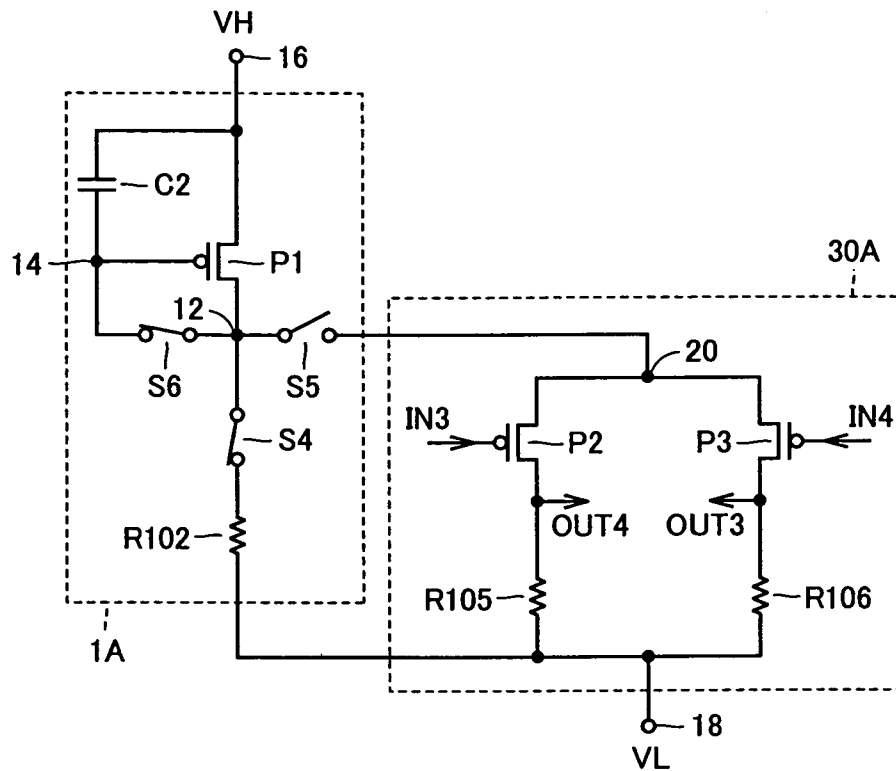 VH
16
C2
14
P1
30A
12
20
S6
S5
IN3
IN4
S4
P2
P3
OUT4
OUT3
R102
R105
R106
1A
18
VL